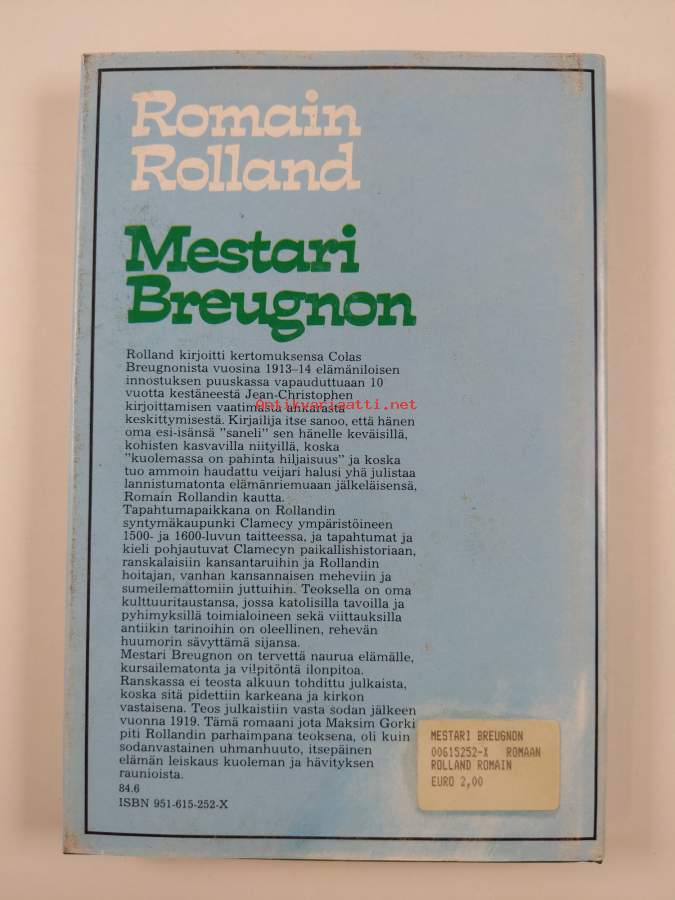 Romain
Rolland
Mestari
Breugnon
Rolland kirjoitti kertomuksensa Colas
Breugnonista vuosina 1913–14 elämäniloisen
innostuksen puuskassa vapauduttuaan 10
vuotta kestäneestä Jean-Christophen
kirjoittamisen vaatimasta ankarasta
keskittymisestä. Kirjailija itse sanoo, että hänen
oma esi-isänsä "saneli" sen hänelle keväisillä,
kohisten kasvavilla niityillä, koska
"kuolemassa on pahinta hiljaisuus" ja koska
tuo ammoin haudattu veijari halusi yhä julistaa
lannistumatonta elämänriemuaan jälkeläisensä,
Romain Rollandin kautta.
Tapahtumapaikkana on Rollandin
syntymäkaupunki Clamecy ympäristöineen
1500- ja 1600-luvun taitteessa, ja tapahtumat ja
kieli pohjautuvat Clamecyn paikallishistoriaan,
ranskalaisiin kansantaruihin ja Rollandin
hoitajan, vanhan kansannaisen meheviin ja
sumeilemattomiin juttuihin. Teoksella on oma
kulttuuritaustansa, jossa katolisilla tavoilla ja
pyhimyksillä toimialoineen sekä viittauksilla
antiikin tarinoihin on oleellinen, rehevän
huumorin sävyttämä sijansa.
Mestari Breugnon on tervettä naurua elämälle,
kursailematonta ja vilpitöntä ilonpitoa.
Ranskassa ei teosta alkuun tohdittu julkaista,
koska sitä pidettiin karkeana ja kirkon
vastaisena. Teos julkaistiin vasta sodan jälkeen
vuonna 1919. Tämä romaani jota Maksim Gorki
piti Rollandin parhaimpana teoksena, oli kuin
sodanvastainen uhmanhuuto, itsepäinen
elämän leiskaus kuoleman ja hävityksen
raunioista.
84.6
ISBN 951-615-252-X
MESTARI BREUGNON
00615252-X ROMAAN
ROLLAND ROMAIN
EURO 2,00
Antikvariaatti.net